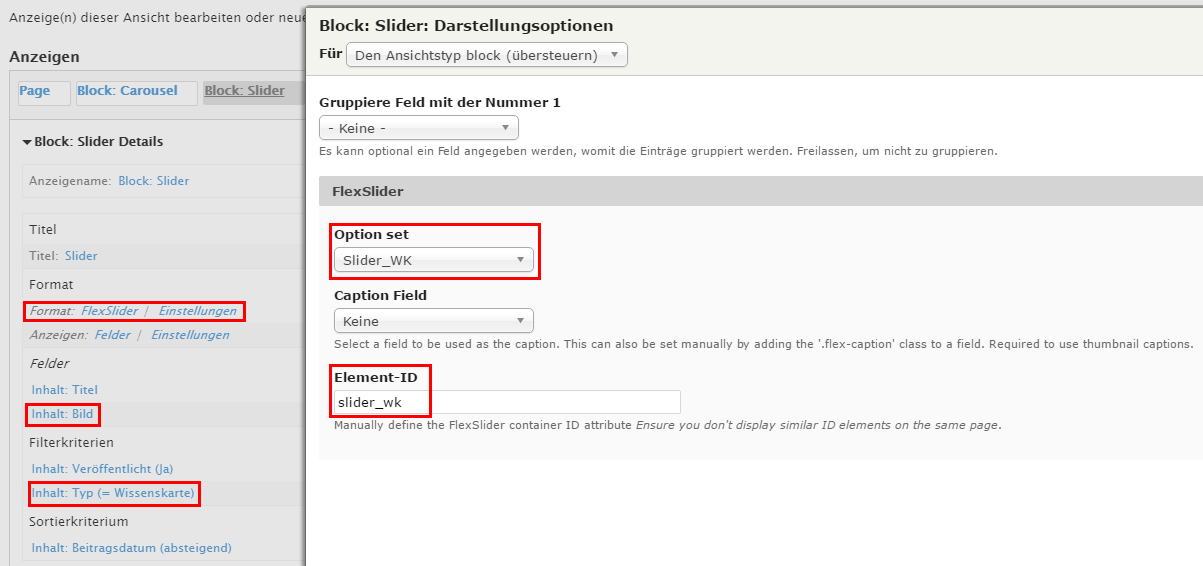 Anzeige(n) dieser Ansicht bearbeiten oder neue
Anzeigen
Page
Block: Carousel
Block: Slider
Block: Slider Details
Anzeigename: Block: Slider
Titel
Titel: Slider
Format
Format: FlexSlider | Einstellungen
Anzeigen: Felder | Einstellungen
Felder
Inhalt: Titel
Inhalt: Bild
Filterkriterien
Inhalt: Veröffentlicht (Ja)
Inhalt: Typ (= Wissenskarte)
Sortierkriterium
Inhalt: Beitragsdatum (absteigend)
Block: Slider: Darstellungsoptionen
Für Den Ansichtstyp block (übersteuern)
Gruppiere Feld mit der Nummer 1
- Keine -
Es kann optional ein Feld angegeben werden, womit die Einträge gruppiert werden. Freilassen, um nicht zu gruppieren.
FlexSlider
Option set
Slider_WK
Caption Field
Keine
Select a field to be used as the caption. This can also be set manually by adding the '.flex-caption' class to a field. Required to use thumbnail captions.
Element-ID
slider_wk
Manually define the FlexSlider container ID attribute Ensure you don't display similar ID elements on the same page.